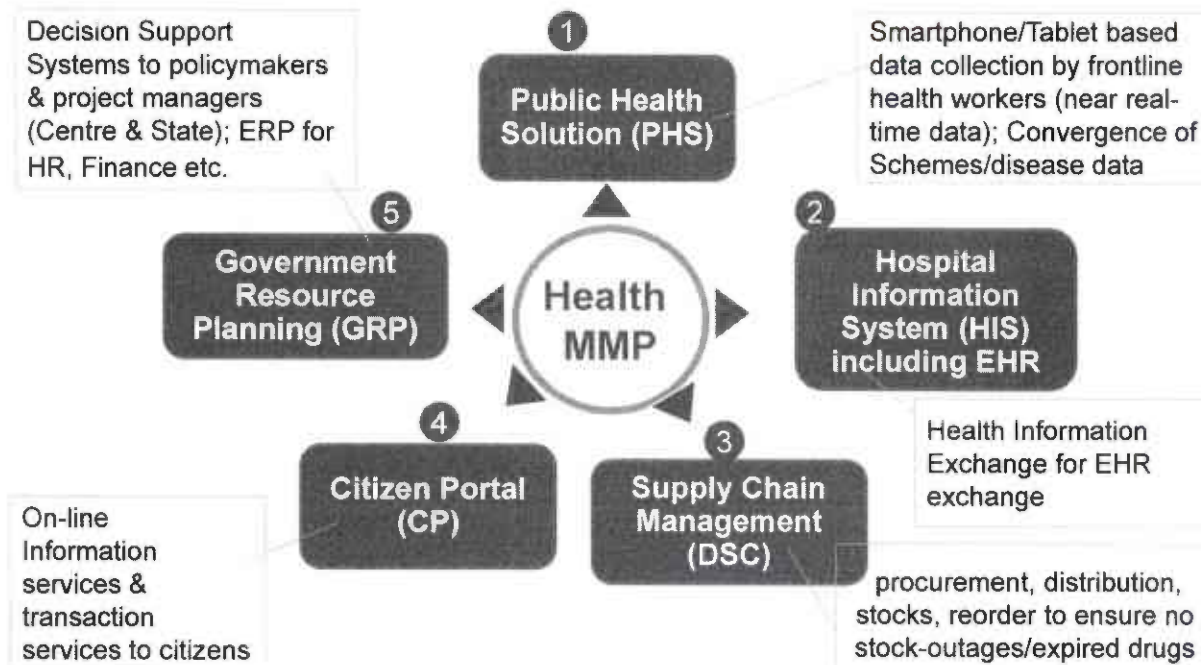 Decision Support
Systems to policymakers
& project managers
(Centre & State); ERP for
HR, Finance etc.
1
Public Health
Solution (PHS)
Smartphone/Tablet based
data collection by frontline
health workers (near real-
time data); Convergence of
Schemes/disease data
5
Government
Resource
Planning (GRP)
Health
MMP
2
Hospital
Information
System (HIS)
including EHR
Health Information
Exchange for EHR
exchange
4
Citizen Portal
(CP)
3
Supply Chain
Management
(DSC)
On-line
Information
services &
transaction
services to citizens
procurement, distribution,
stocks, reorder to ensure no
stock-outages/expired drugs